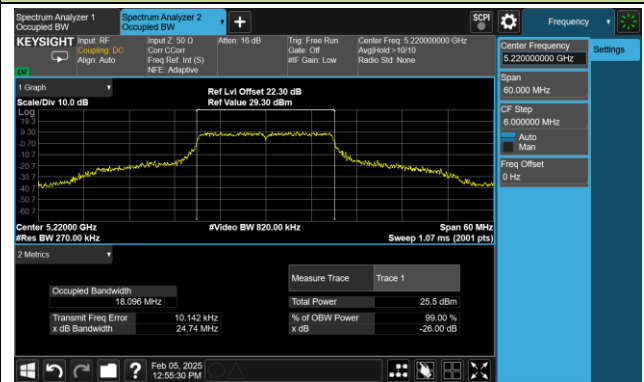 Spectrum Analyzer 1
Occupied BW
Spectrum Analyzer 2
Occupied BW
+
SCPI
Frequency
KEYSIGHT
Input: RF
Coupling: DC
Align: Auto
Input Z: 50 Ω
Corr CCorr
Freq Ref: Int (S)
NFE: Adaptive
Atten: 16 dB
Trig: Free Run
Gate: Off
#IF Gain: Low
Center Freq: 5.220000000 GHz
Avg|Hold:>10/10
Radio Std: None
Center Frequency
5.220000000 GHz
Settings
Span
60.000 MHz
CF Step
6.000000 MHz
Auto
Man
Freq Offset
0 Hz
1 Graph
Scale/Div 10.0 dB
Ref Lvl Offset 22.30 dB
Ref Value 29.30 dBm
Log
19.3
9.30
-0.70
-10.7
-20.7
-30.7
-40.7
-50.7
-60.7
Center 5.22000 GHz
#Video BW 820.00 kHz
Span 60 MHz
#Res BW 270.00 kHz
Sweep 1.07 ms (2001 pts)
2 Metrics
Measure Trace
Trace 1
Occupied Bandwidth
18.096 MHz
Total Power
25.5 dBm
Transmit Freq Error
10.142 kHz
% of OBW Power
99.00 %
x dB Bandwidth
24.74 MHz
x dB
-26.00 dB
?
Feb 05, 2025
12:55:30 PM